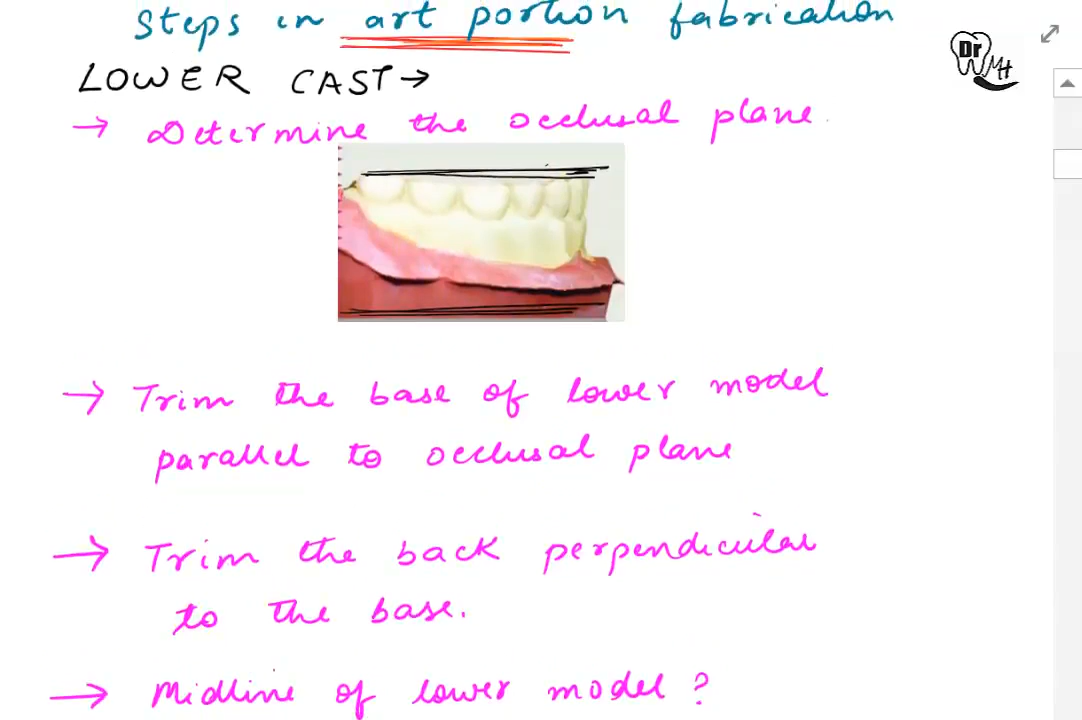 Steps in art portion fabrication
Dr
MH
LOWER CAST →
→ Determine the occlusal plane.
→ Trim the base of lower model
parallel to occlusal plane
→ Trim the back perpendicular
to the base.
→ Midline of lower model ?